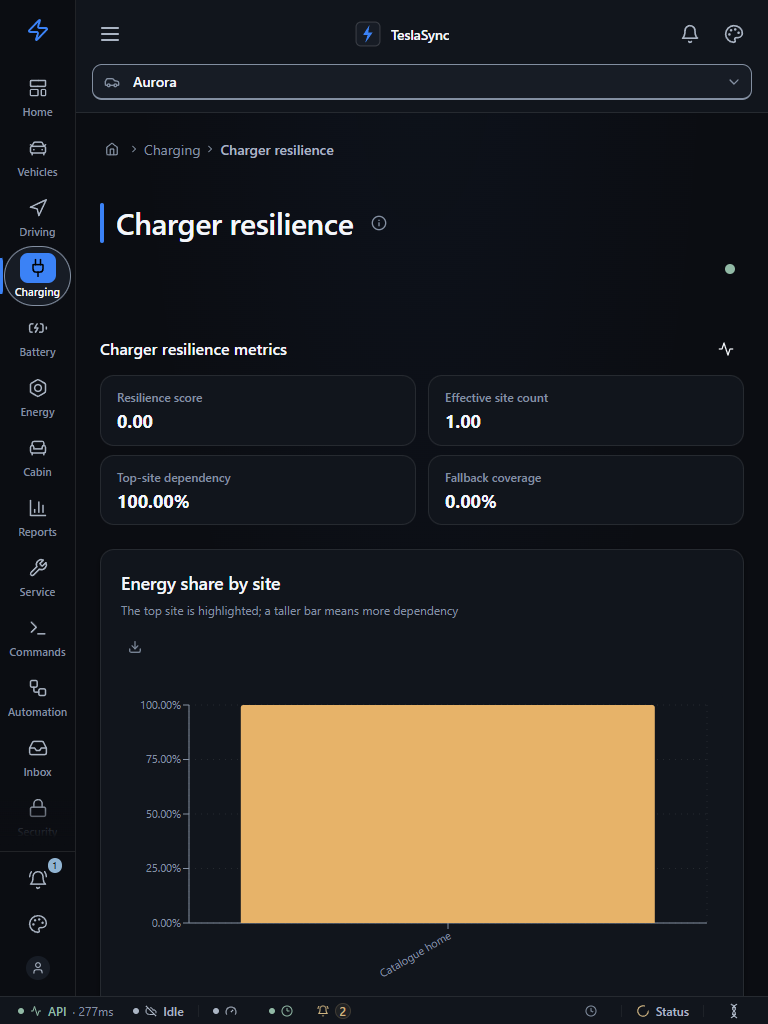 TeslaSync
Aurora
Home
Vehicles
Driving
Charging
Battery
Energy
Cabin
Reports
Service
Commands
Automation
Inbox
Security
1
Charging
Charger resilience
Charger resilience
Charger resilience metrics
Resilience score
0.00
Effective site count
1.00
Top-site dependency
100.00%
Fallback coverage
0.00%
Energy share by site
The top site is highlighted; a taller bar means more dependency
100.00%
75.00%
50.00%
25.00%
0.00%
Catalogue home
API · 277ms
Idle
2
Status